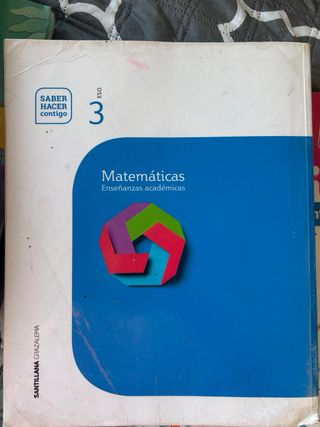 SABER
HACER
contigo
3
ESO
Matemáticas
Enseñanzas académicas
SANTILLANA GRAZALEMA